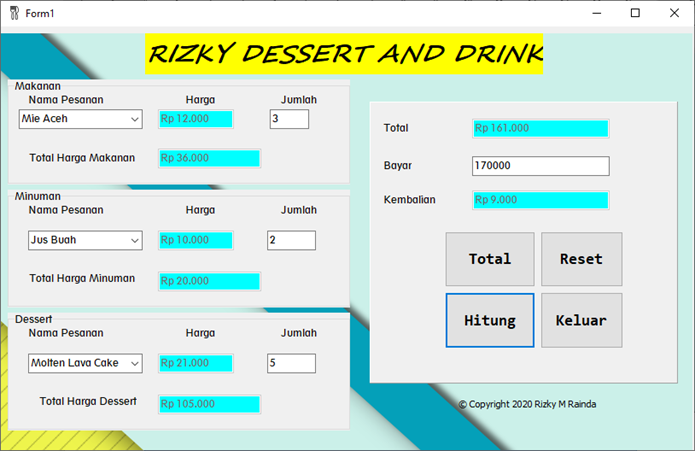 Form1
RIZKY DESSERT AND DRINK
Makanan
Nama Pesanan Harga Jumlah
Mie Aceh Rp 12.000 3
Total Harga Makanan Rp 36.000
Minuman
Nama Pesanan Harga Jumlah
Jus Buah Rp 10.000 2
Total Harga Minuman Rp 20.000
Dessert
Nama Pesanan Harga Jumlah
Molten Lava Cake Rp 21.000 5
Total Harga Dessert Rp 105.000
Total Rp 161.000
Bayar 170000
Kembalian Rp 9.000
Total Reset
Hitung Keluar
© Copyright 2020 Rizky M Rainda